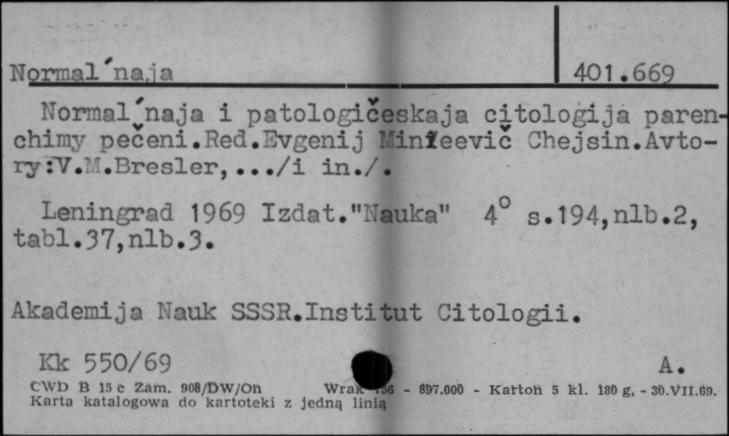 Normal´naja 401.669
Normal´naja i patologičeskaja citologija paren-
chimy pečeni.Red.Evgenij Minfeevič Chejsin.Avto-
ry:V.M.Bresler,.../i in./.
Leningrad 1969 Izdat."Nauka" 4° s.194,nlb.2,
tabl.37,nlb.3.
Akademija Nauk SSSR.Institut Citologii.
Kk 550/69 A.
CWD B 15 c Zam. 908/DW/On - 897.000 - Karton 5 kl. 180 g. - 30.VII.69.
Karta katalogowa do kartoteki z jedną linią